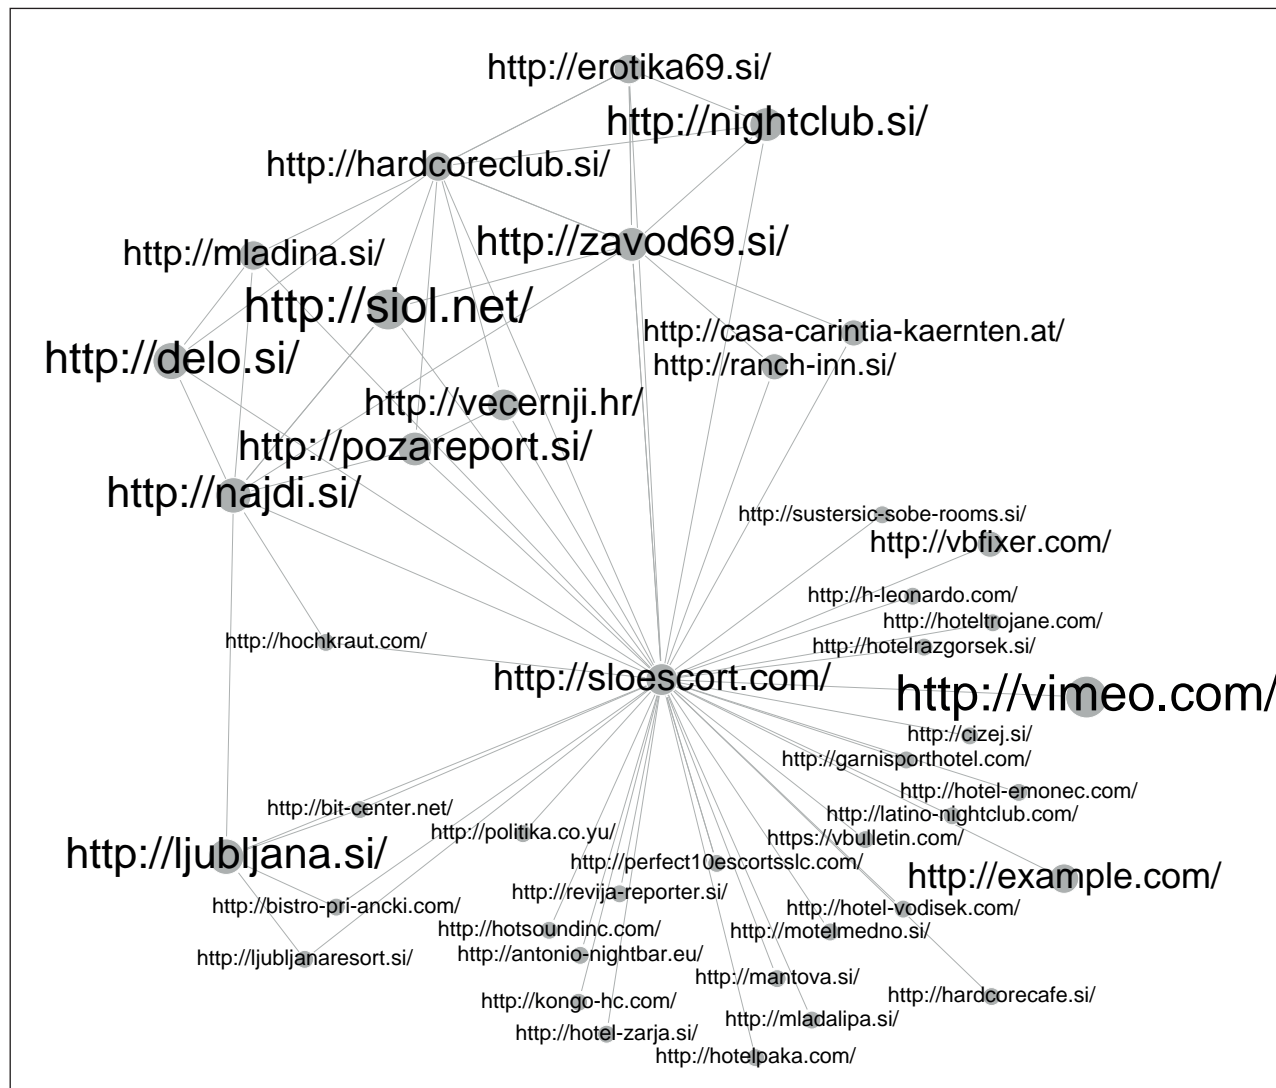 http://erotika69.si/
http://nightclub.si/
http://hardcoreclub.si/
http://zavod69.si/
http://mladina.si/
http://siol.net/
http://casa-carintia-kaernten.at/
http://delo.si/
http://ranch-inn.si/
http://vecernji.hr/
http://pozareport.si/
http://najdi.si/
http://sustersic-sobe-rooms.si/
http://vbfixer.com/
http://h-leonardo.com/
http://hoteltrojane.com/
http://hochkraut.com/
http://hotelrazgorsek.si/
http://sloescort.com/
http://vimeo.com/
http://cizej.si/
http://garnisporthotel.com/
http://hotel-emonec.com/
http://bit-center.net/
http://latino-nightclub.com/
http://politika.co.yu/
https://vbulletin.com/
http://ljubljana.si/
http://perfect10escortsslc.com/
http://example.com/
http://revija-reporter.si/
http://bistro-pri-ancki.com/
http://hotel-vodisek.com/
http://hotsoundinc.com/
http://motelmedno.si/
http://antonio-nightbar.eu/
http://ljubljanaresort.si/
http://mantova.si/
http://hardcorecafe.si/
http://kongo-hc.com/
http://mladalipa.si/
http://hotel-zarja.si/
http://hotelpaka.com/